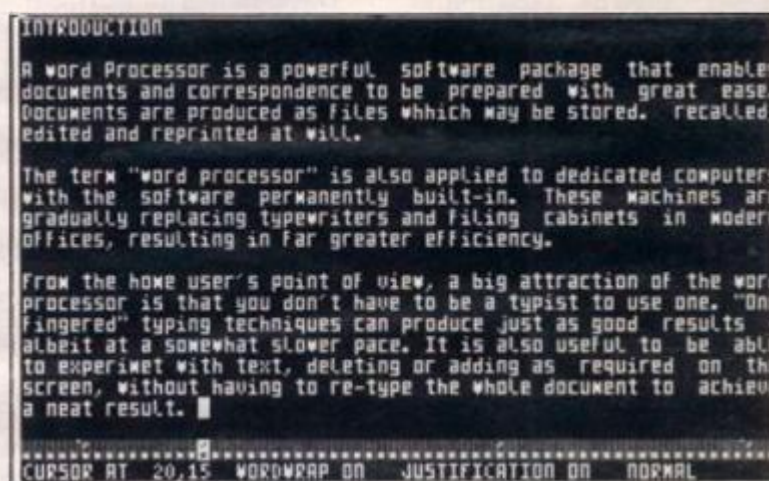 INTRODUCTION
A word Processor is a powerful software package that enable
documents and correspondence to be prepared with great ease
Documents are produced as files whhich may be stored. recalled
edited and reprinted at will.
The term "word processor" is also applied to dedicated computer
with the software permanently built-in. These machines ar
gradually replacing typewriters and filing cabinets in moder
offices, resulting in far greater efficiency.
From the home user's point of view, a big attraction of the wor
processor is that you don't have to be a typist to use one. "On
fingered" typing techniques can produce just as good results
albeit at a somewhat slower pace. It is also useful to be abl
to experimet with text, deleting or adding as required on th
screen, without having to re-type the whole document to achiev
a neat result.
CURSOR AT 20,15 WORDWRAP ON JUSTIFICATION ON NORMAL